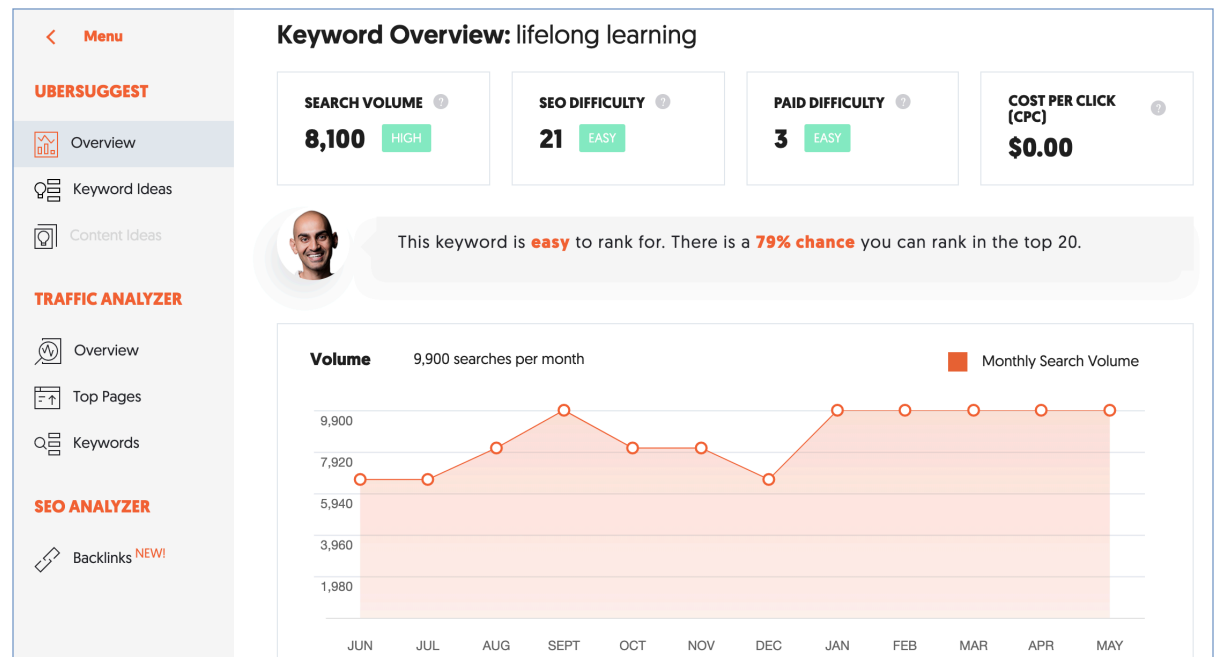 Menu
UBERSUGGEST
Overview
Keyword Ideas
Content Ideas
TRAFFIC ANALYZER
Overview
Top Pages
Keywords
SEO ANALYZER
Backlinks NEW!
Keyword Overview: lifelong learning
SEARCH VOLUME ?
8,100 HIGH
SEO DIFFICULTY ?
21 EASY
PAID DIFFICULTY ?
3 EASY
COST PER CLICK
(CPC) ?
$0.00
This keyword is easy to rank for. There is a 79% chance you can rank in the top 20.
Volume 9,900 searches per month
Monthly Search Volume
9,900
7,920
5,940
3,960
1,980
JUN JUL AUG SEPT OCT NOV DEC JAN FEB MAR APR MAY